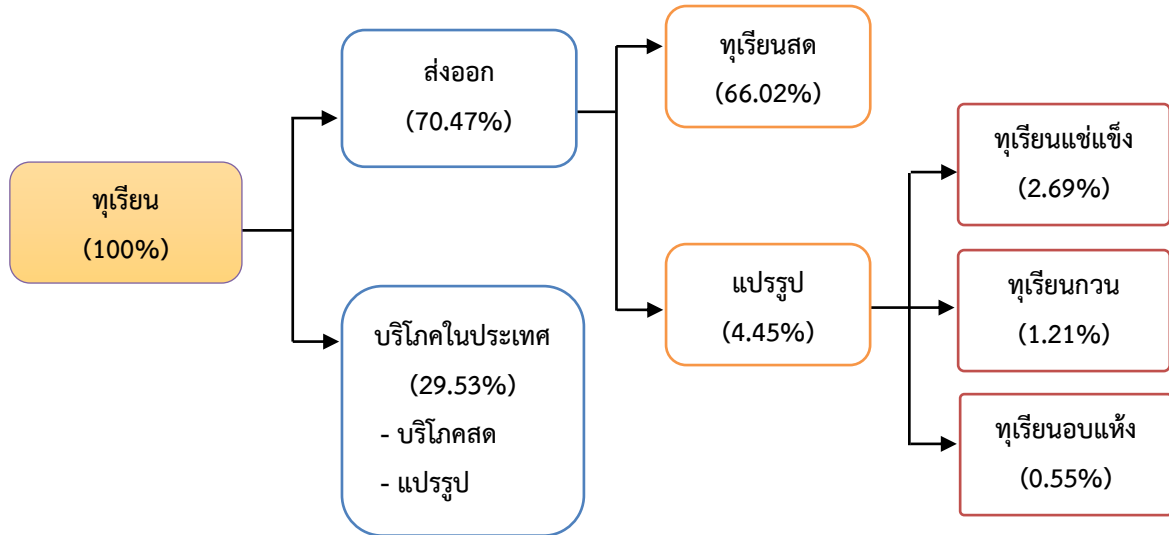 ทุเรียน
(100%)
ส่งออก
(70.47%)
บริโภคในประเทศ
(29.53%)
- บริโภคสด
- แปรรูป
ทุเรียนสด
(66.02%)
แปรรูป
(4.45%)
ทุเรียนแช่แข็ง
(2.69%)
ทุเรียนกวน
(1.21%)
ทุเรียนอบแห้ง
(0.55%)